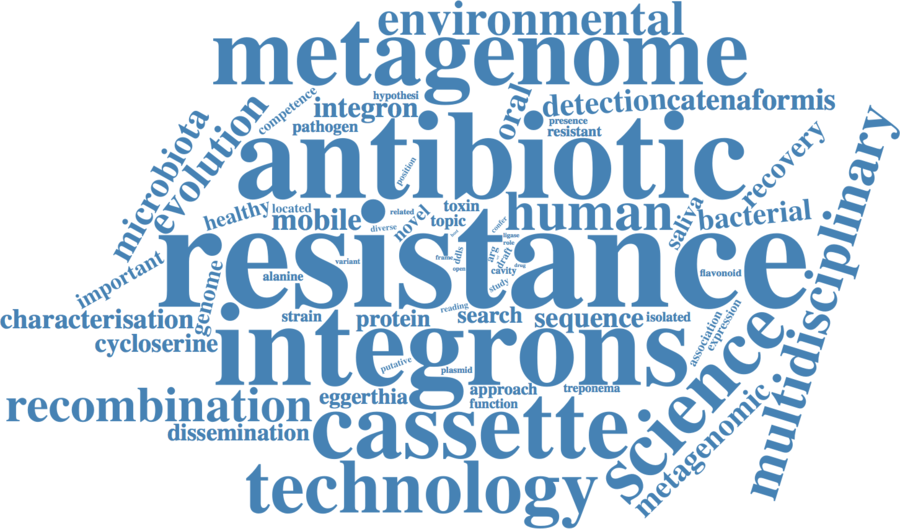 environmental
metagenome
hypothesi
competence
integron
oral
detection
catenaformis
pathogen
presence
resistant
microbiota
evolution
antibiotic
recovery
multidisciplinary
position
healthy
located
mobile
related
diverse
novel
toxin
topic
human
saliva
bacterial
confer
ligase
role
resistance
important
genome
alanine
variant
frame
ddls
open
arg
draft
drug
cavity
study
flavonoid
characterisation
strain
protein
reading
search
sequence
isolated
association
expression
cycloserine
integrons
putative
plasmid
science
recombination
eggerthia
approach
treponema
function
dissemination
cassette
metagenomic
technology